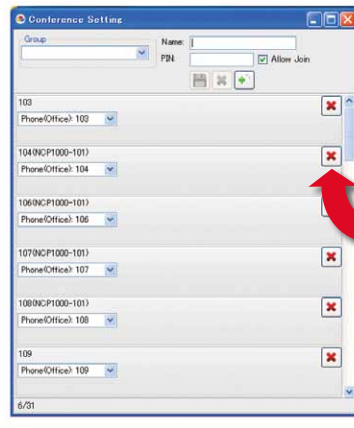 Conference Setting
Group
Name:
PIN:
Allow Join
103
Phone(Office): 103
104(NCP1000-101)
Phone(Office): 104
106(NCP1000-101)
Phone(Office): 106
107(NCP1000-101)
Phone(Office): 107
108(NCP1000-101)
Phone(Office): 108
109
Phone(Office): 109
6/31